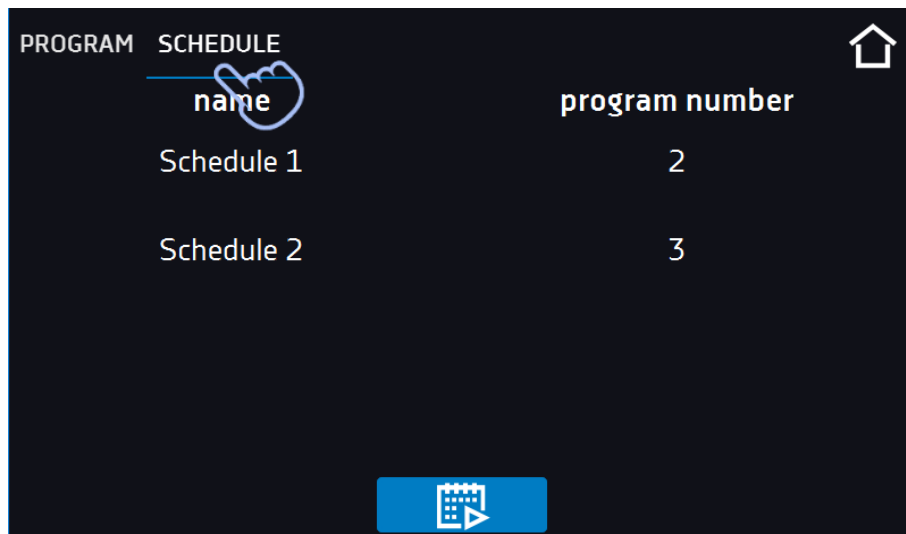 PROGRAM SCHEDULE
name program number
Schedule 1 2
Schedule 2 3